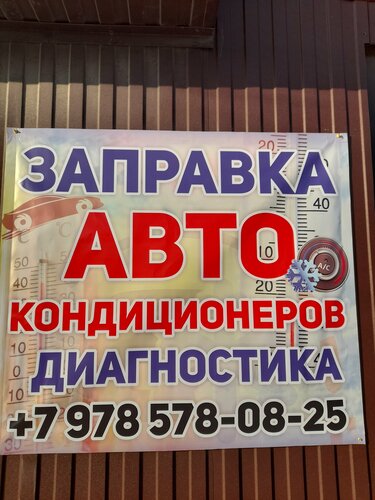 ЗАПРАВКА
АВТО
КОНДИЦИОНЕРОВ
ДИАГНОСТИКА
+7 978 578-08-25
A/C